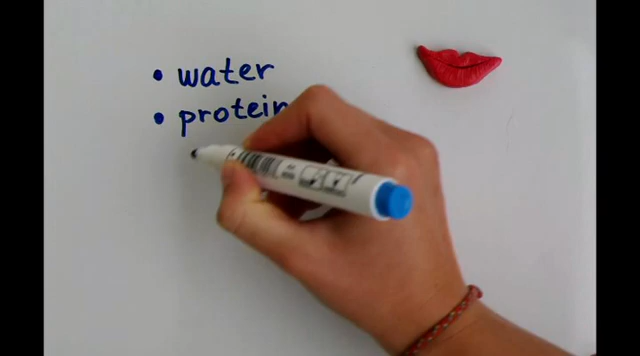 • water
• protein